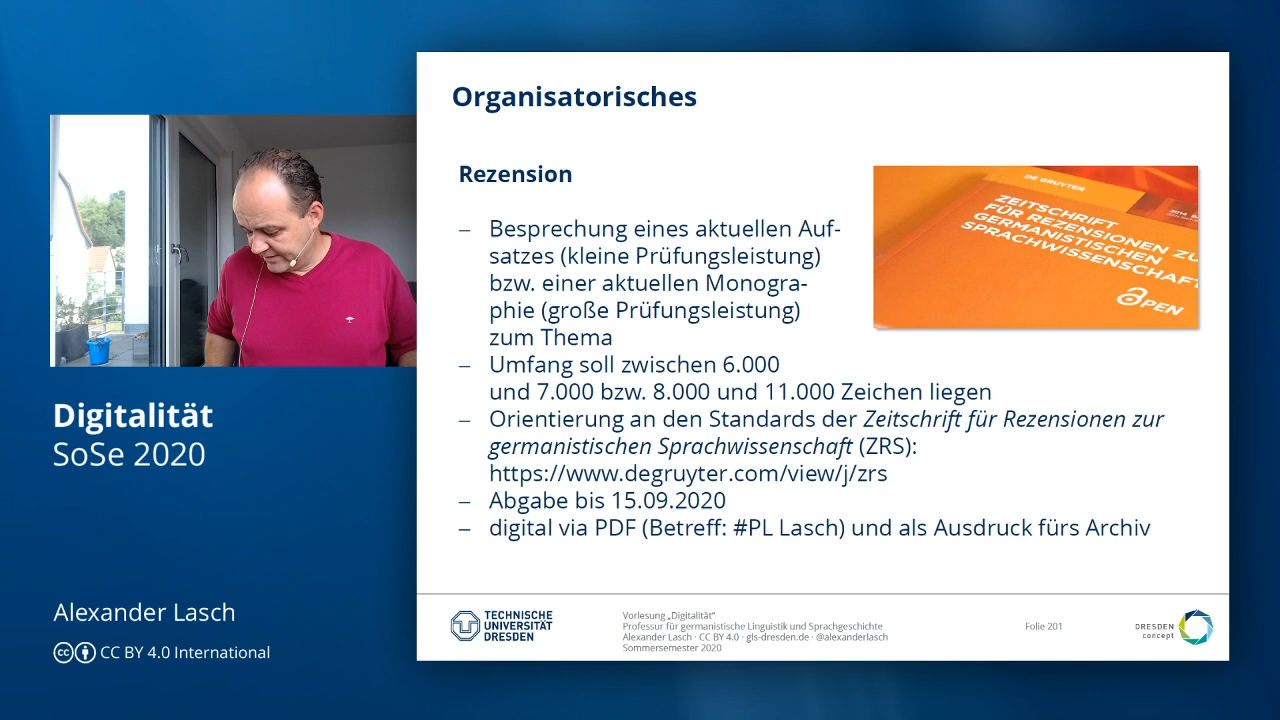 Organisatorisches
Rezension
– Besprechung eines aktuellen Auf-
satzes (kleine Prüfungsleistung)
bzw. einer aktuellen Monogra-
phie (große Prüfungsleistung)
zum Thema
– Umfang soll zwischen 6.000
und 7.000 bzw. 8.000 und 11.000 Zeichen liegen
– Orientierung an den Standards der Zeitschrift für Rezensionen zur
germanistischen Sprachwissenschaft (ZRS):
https://www.degruyter.com/view/j/zrs
– Abgabe bis 15.09.2020
– digital via PDF (Betreff: #PL Lasch) und als Ausdruck fürs Archiv
DE GRUYTER
2014
ZEITSCHRIFT
FÜR REZENSIONEN ZU
GERMANISTISCHEN
SPRACHWISSENSCHAFT
OPEN
Digitalität
SoSe 2020
Alexander Lasch
cc CC BY 4.0 International
TECHNISCHE
UNIVERSITÄT
DRESDEN
Vorlesung „Digitalität“
Professur für germanistische Linguistik und Sprachgeschichte
Alexander Lasch · CC BY 4.0 · gls-dresden.de · @alexanderlasch
Sommersemester 2020
Folie 201
DRESDEN
concept